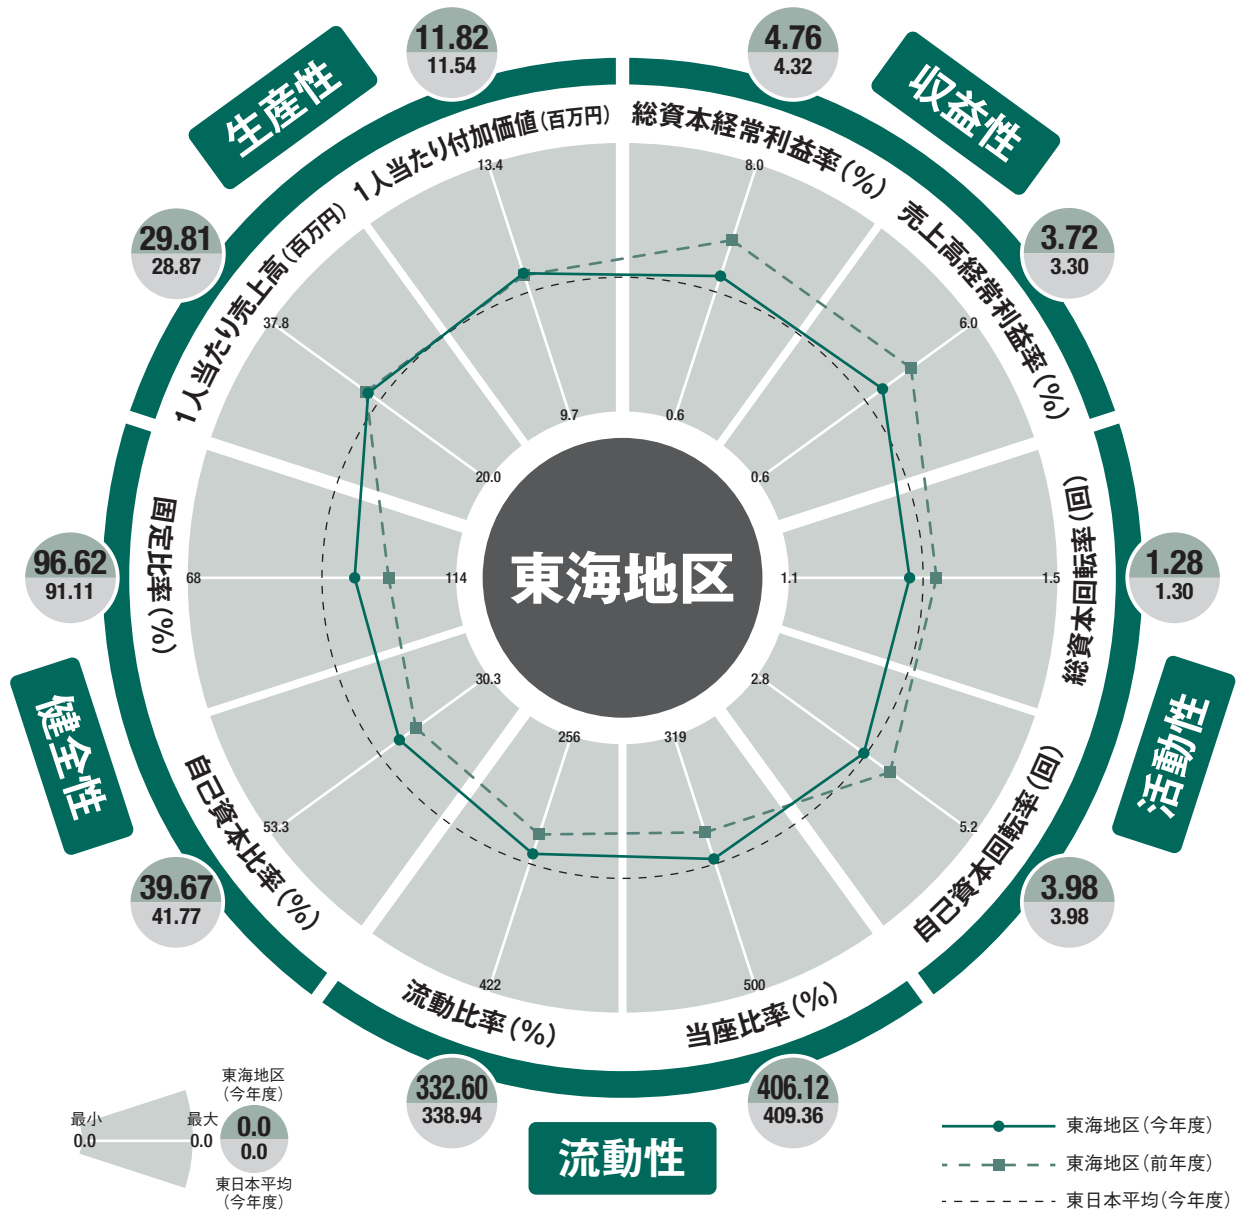 生産性
11.82
11.54
4.76
4.32
収益性
1人当たり付加価値(百万円)
総資本経常利益率(%)
13.4
8.0
29.81
28.87
3.72
3.30
1人当たり売上高(百万円)
売上高経常利益率(%)
37.8
6.0
9.7
0.6
20.0
0.6
固定比率(%)
総資本回転率(回)
96.62
91.11
68
114
東海地区
1.1
1.5
1.28
1.30
30.3
2.8
健全性
活動性
256
319
自己資本比率(%)
自己資本回転率(回)
53.3
5.2
39.67
41.77
3.98
3.98
422
500
流動比率(%)
当座比率(%)
332.60
338.94
406.12
409.36
流動性
東海地区
(今年度)
最小
0.0
最大
0.0
0.0
0.0
東日本平均
(今年度)
東海地区(今年度)
東海地区(前年度)
東日本平均(今年度)